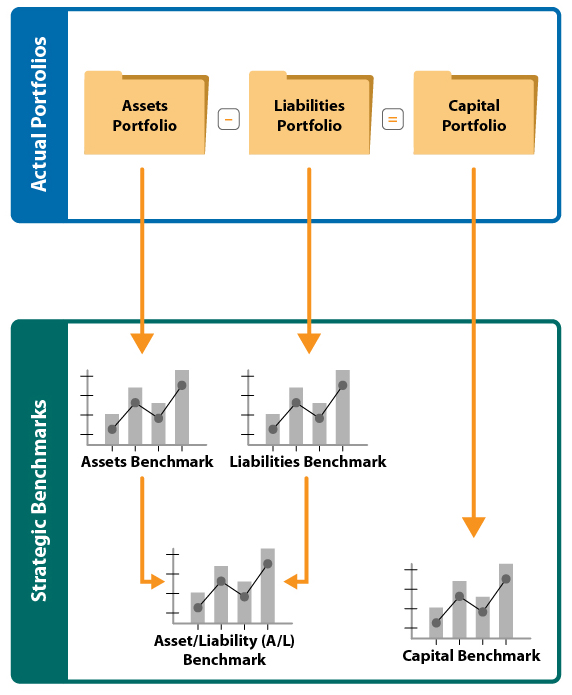 Actual Portfolios
Assets
Portfolio
-
Liabilities
Portfolio
=
Capital
Portfolio
Strategic Benchmarks
Assets Benchmark
Liabilities Benchmark
Asset/Liability (A/L)
Benchmark
Capital Benchmark